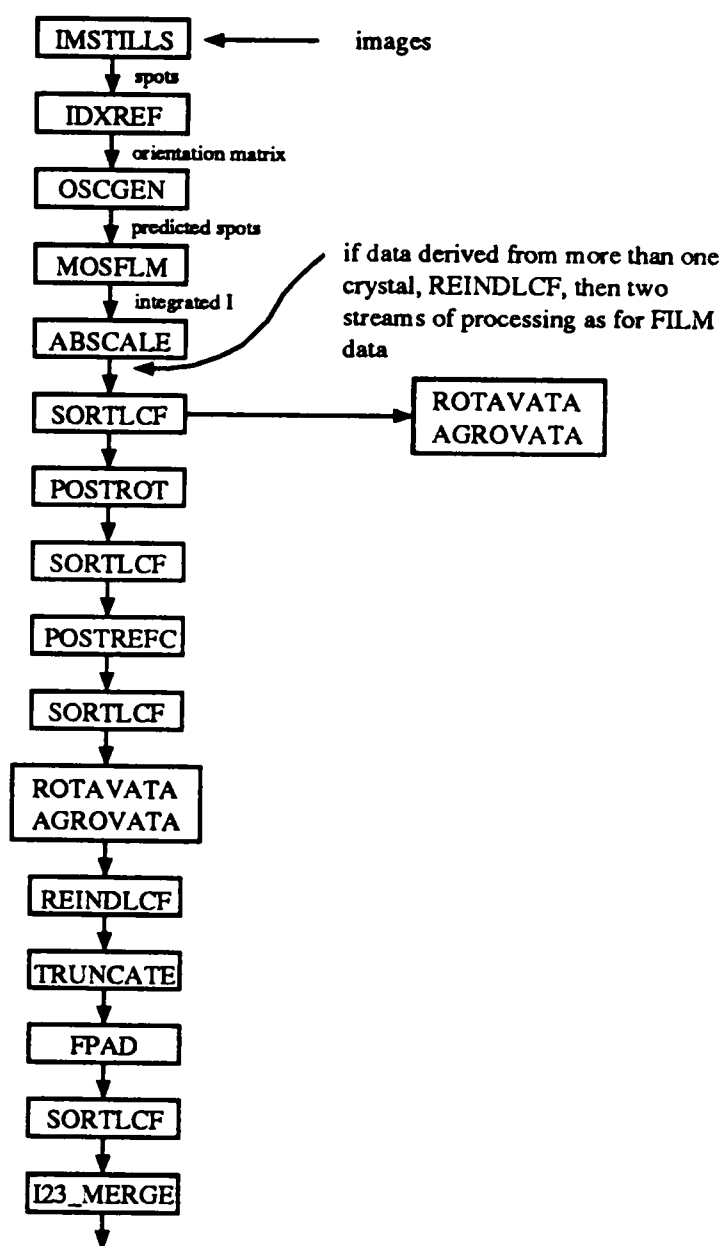 IMSTILLS
images
spots
IDXREF
orientation matrix
OSCGEN
predicted spots
MOSFLM
if data derived from more than one
crystal, REINDLCF, then two
streams of processing as for FILM
data
integrated I
ABSCALE
SORTLCF
ROTAVATA
AGROVATA
POSTROT
SORTLCF
POSTREFC
SORTLCF
ROTAVATA
AGROVATA
REINDLCF
TRUNCATE
FPAD
SORTLCF
I23_MERGE